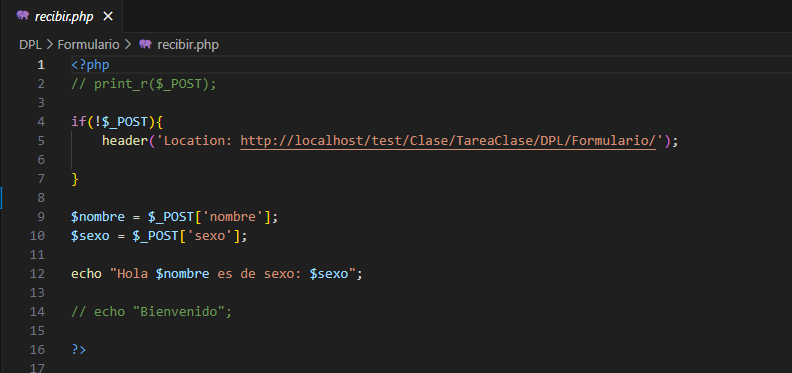 recibir.php ×
DPL > Formulario > recibir.php
1 <?php
2 // print_r($_POST);
3
4 if(!$_POST){
5     header('Location: http://localhost/test/Clase/TareaClase/DPL/Formulario/');
6
7 }
8
9 $nombre = $_POST['nombre'];
10 $sexo = $_POST['sexo'];
11
12 echo "Hola $nombre es de sexo: $sexo";
13
14 // echo "Bienvenido";
15
16 ?>
17